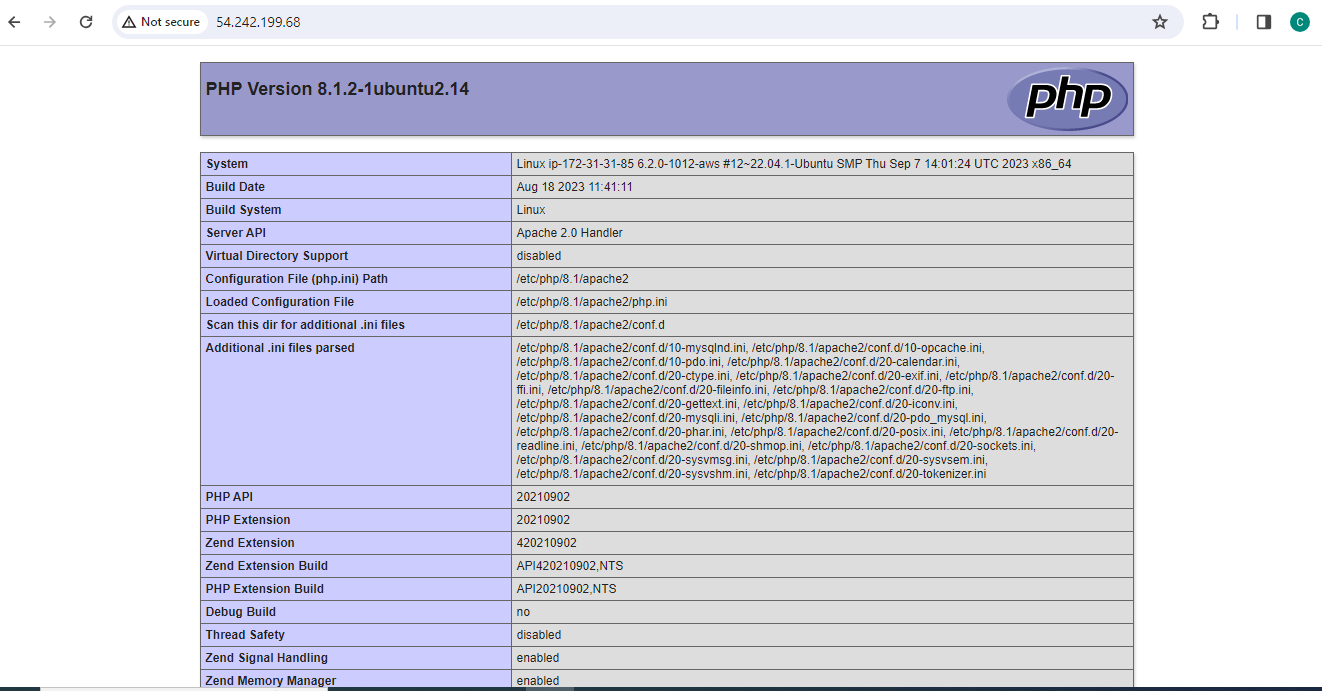 Not secure 54.242.199.68
C
PHP Version 8.1.2-1ubuntu2.14
php
System Linux ip-172-31-31-85 6.2.0-1012-aws #12~22.04.1-Ubuntu SMP Thu Sep 7 14:01:24 UTC 2023 x86_64
Build Date Aug 18 2023 11:41:11
Build System Linux
Server API Apache 2.0 Handler
Virtual Directory Support disabled
Configuration File (php.ini) Path /etc/php/8.1/apache2
Loaded Configuration File /etc/php/8.1/apache2/php.ini
Scan this dir for additional .ini files /etc/php/8.1/apache2/conf.d
Additional .ini files parsed /etc/php/8.1/apache2/conf.d/10-mysqlnd.ini, /etc/php/8.1/apache2/conf.d/10-opcache.ini,
/etc/php/8.1/apache2/conf.d/10-pdo.ini, /etc/php/8.1/apache2/conf.d/20-calendar.ini,
/etc/php/8.1/apache2/conf.d/20-ctype.ini, /etc/php/8.1/apache2/conf.d/20-exif.ini, /etc/php/8.1/apache2/conf.d/20-
ffi.ini, /etc/php/8.1/apache2/conf.d/20-fileinfo.ini, /etc/php/8.1/apache2/conf.d/20-ftp.ini,
/etc/php/8.1/apache2/conf.d/20-gettext.ini, /etc/php/8.1/apache2/conf.d/20-iconv.ini,
/etc/php/8.1/apache2/conf.d/20-mysqli.ini, /etc/php/8.1/apache2/conf.d/20-pdo_mysql.ini,
/etc/php/8.1/apache2/conf.d/20-phar.ini, /etc/php/8.1/apache2/conf.d/20-posix.ini, /etc/php/8.1/apache2/conf.d/20-
readline.ini, /etc/php/8.1/apache2/conf.d/20-shmop.ini, /etc/php/8.1/apache2/conf.d/20-sockets.ini,
/etc/php/8.1/apache2/conf.d/20-sysvmsg.ini, /etc/php/8.1/apache2/conf.d/20-sysvsem.ini,
/etc/php/8.1/apache2/conf.d/20-sysvshm.ini, /etc/php/8.1/apache2/conf.d/20-tokenizer.ini
PHP API 20210902
PHP Extension 20210902
Zend Extension 420210902
Zend Extension Build API420210902,NTS
PHP Extension Build API20210902,NTS
Debug Build no
Thread Safety disabled
Zend Signal Handling enabled
Zend Memory Manager enabled